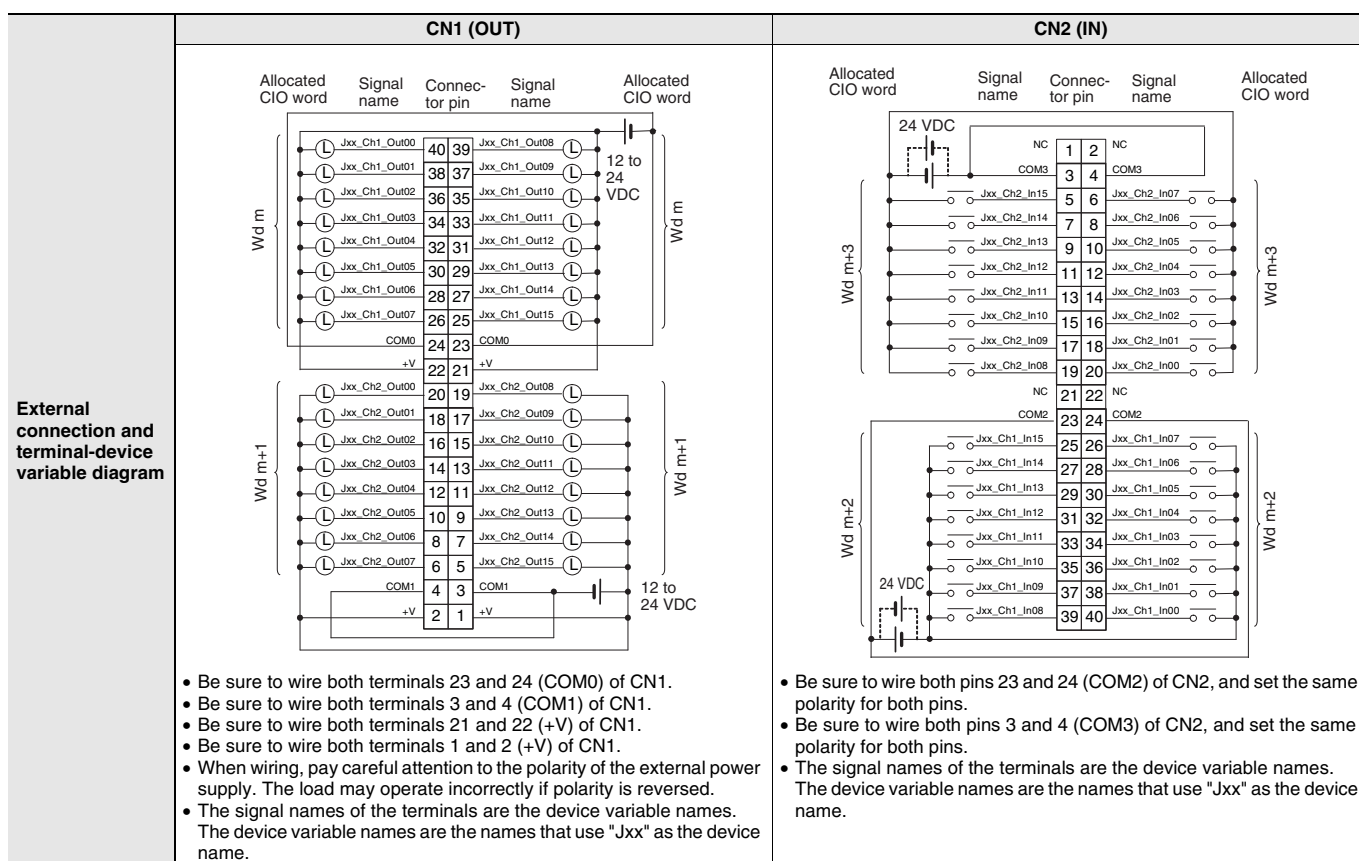 CN1 (OUT) CN2 (IN)
External
connection and
terminal-device
variable diagram
Allocated
CIO word
Signal
name
Connec-
tor pin
Signal
name
Allocated
CIO word
L Jxx_Ch1_Out00 40 39 Jxx_Ch1_Out08 L
L Jxx_Ch1_Out01 38 37 Jxx_Ch1_Out09 L
L Jxx_Ch1_Out02 36 35 Jxx_Ch1_Out10 L
L Jxx_Ch1_Out03 34 33 Jxx_Ch1_Out11 L
L Jxx_Ch1_Out04 32 31 Jxx_Ch1_Out12 L
L Jxx_Ch1_Out05 30 29 Jxx_Ch1_Out13 L
L Jxx_Ch1_Out06 28 27 Jxx_Ch1_Out14 L
L Jxx_Ch1_Out07 26 25 Jxx_Ch1_Out15 L
12 to
24
VDC
Wd m
Wd m
COM0 24 23 COM0
+V 22 21 +V
L Jxx_Ch2_Out00 20 19 Jxx_Ch2_Out08 L
L Jxx_Ch2_Out01 18 17 Jxx_Ch2_Out09 L
L Jxx_Ch2_Out02 16 15 Jxx_Ch2_Out10 L
L Jxx_Ch2_Out03 14 13 Jxx_Ch2_Out11 L
L Jxx_Ch2_Out04 12 11 Jxx_Ch2_Out12 L
L Jxx_Ch2_Out05 10 9 Jxx_Ch2_Out13 L
L Jxx_Ch2_Out06 8 7 Jxx_Ch2_Out14 L
L Jxx_Ch2_Out07 6 5 Jxx_Ch2_Out15 L
Wd m+1
Wd m+1
COM1 4 3 COM1
+V 2 1 +V
12 to
24 VDC
• Be sure to wire both terminals 23 and 24 (COM0) of CN1.
• Be sure to wire both terminals 3 and 4 (COM1) of CN1.
• Be sure to wire both terminals 21 and 22 (+V) of CN1.
• Be sure to wire both terminals 1 and 2 (+V) of CN1.
• When wiring, pay careful attention to the polarity of the external power
supply. The load may operate incorrectly if polarity is reversed.
• The signal names of the terminals are the device variable names.
The device variable names are the names that use "Jxx" as the device
name.
Allocated
CIO word
Signal
name
Connec-
tor pin
Signal
name
Allocated
CIO word
24 VDC
NC 1 2 NC
COM3 3 4 COM3
Jxx_Ch2_In15 5 6 Jxx_Ch2_In07
Jxx_Ch2_In14 7 8 Jxx_Ch2_In06
Jxx_Ch2_In13 9 10 Jxx_Ch2_In05
Jxx_Ch2_In12 11 12 Jxx_Ch2_In04
Jxx_Ch2_In11 13 14 Jxx_Ch2_In03
Jxx_Ch2_In10 15 16 Jxx_Ch2_In02
Jxx_Ch2_In09 17 18 Jxx_Ch2_In01
Jxx_Ch2_In08 19 20 Jxx_Ch2_In00
Wd m+3
Wd m+3
NC 21 22 NC
COM2 23 24 COM2
Jxx_Ch1_In15 25 26 Jxx_Ch1_In07
Jxx_Ch1_In14 27 28 Jxx_Ch1_In06
Jxx_Ch1_In13 29 30 Jxx_Ch1_In05
Jxx_Ch1_In12 31 32 Jxx_Ch1_In04
Jxx_Ch1_In11 33 34 Jxx_Ch1_In03
Jxx_Ch1_In10 35 36 Jxx_Ch1_In02
Jxx_Ch1_In09 37 38 Jxx_Ch1_In01
Jxx_Ch1_In08 39 40 Jxx_Ch1_In00
Wd m+2
Wd m+2
24 VDC
• Be sure to wire both pins 23 and 24 (COM2) of CN2, and set the same
polarity for both pins.
• Be sure to wire both pins 3 and 4 (COM3) of CN2, and set the same
polarity for both pins.
• The signal names of the terminals are the device variable names.
The device variable names are the names that use "Jxx" as the device
name.